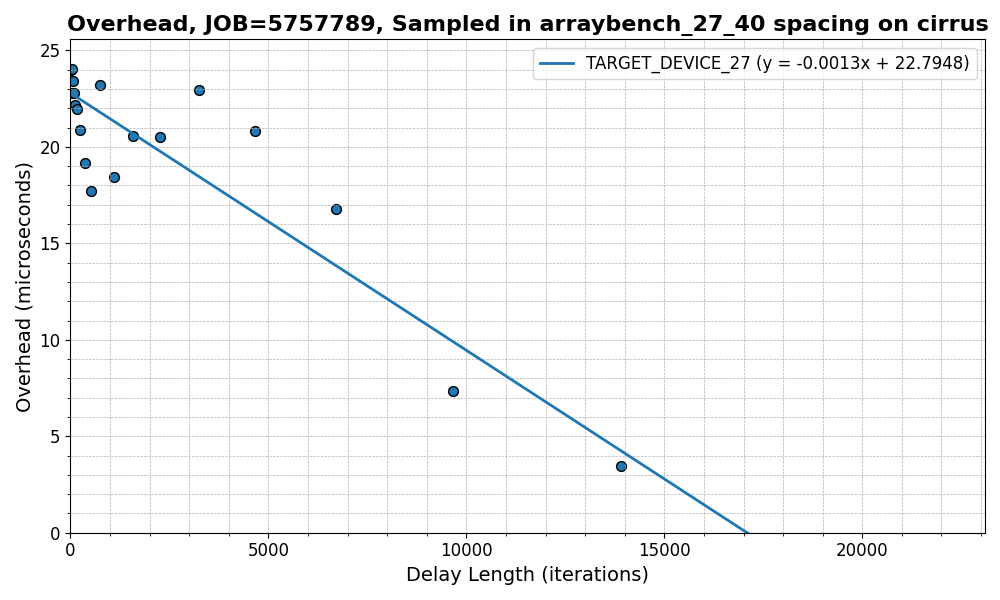 Overhead, JOB=5757789, Sampled in arraybench_27_40 spacing on cirrus
TARGET_DEVICE_27 (y = -0.0013x + 22.7948)
Overhead (microseconds)
25
20
15
10
5
0
0 5000 10000 15000 20000
Delay Length (iterations)